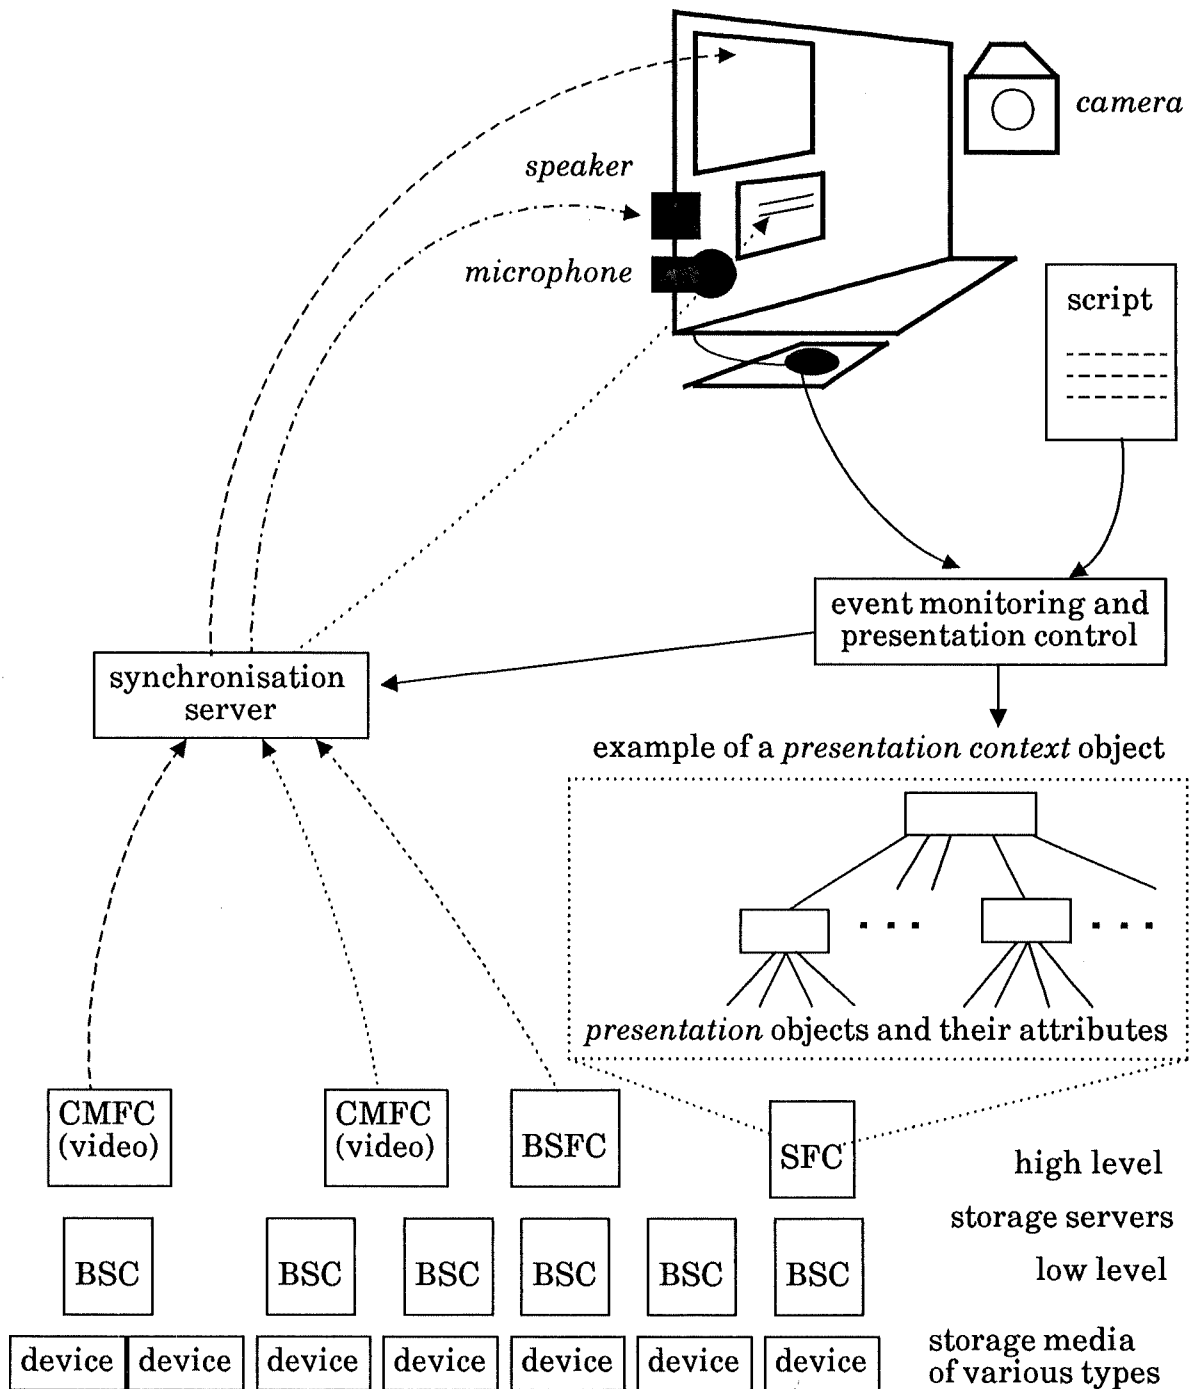 camera
speaker
microphone
script
event monitoring and
presentation control
synchronisation
server
example of a presentation context object
presentation objects and their attributes
CMFC
(video)
CMFC
(video)
BSFC
SFC
high level
storage servers
BSC
BSC
BSC
BSC
BSC
BSC
low level
device
device
device
device
device
device
device
storage media
of various types